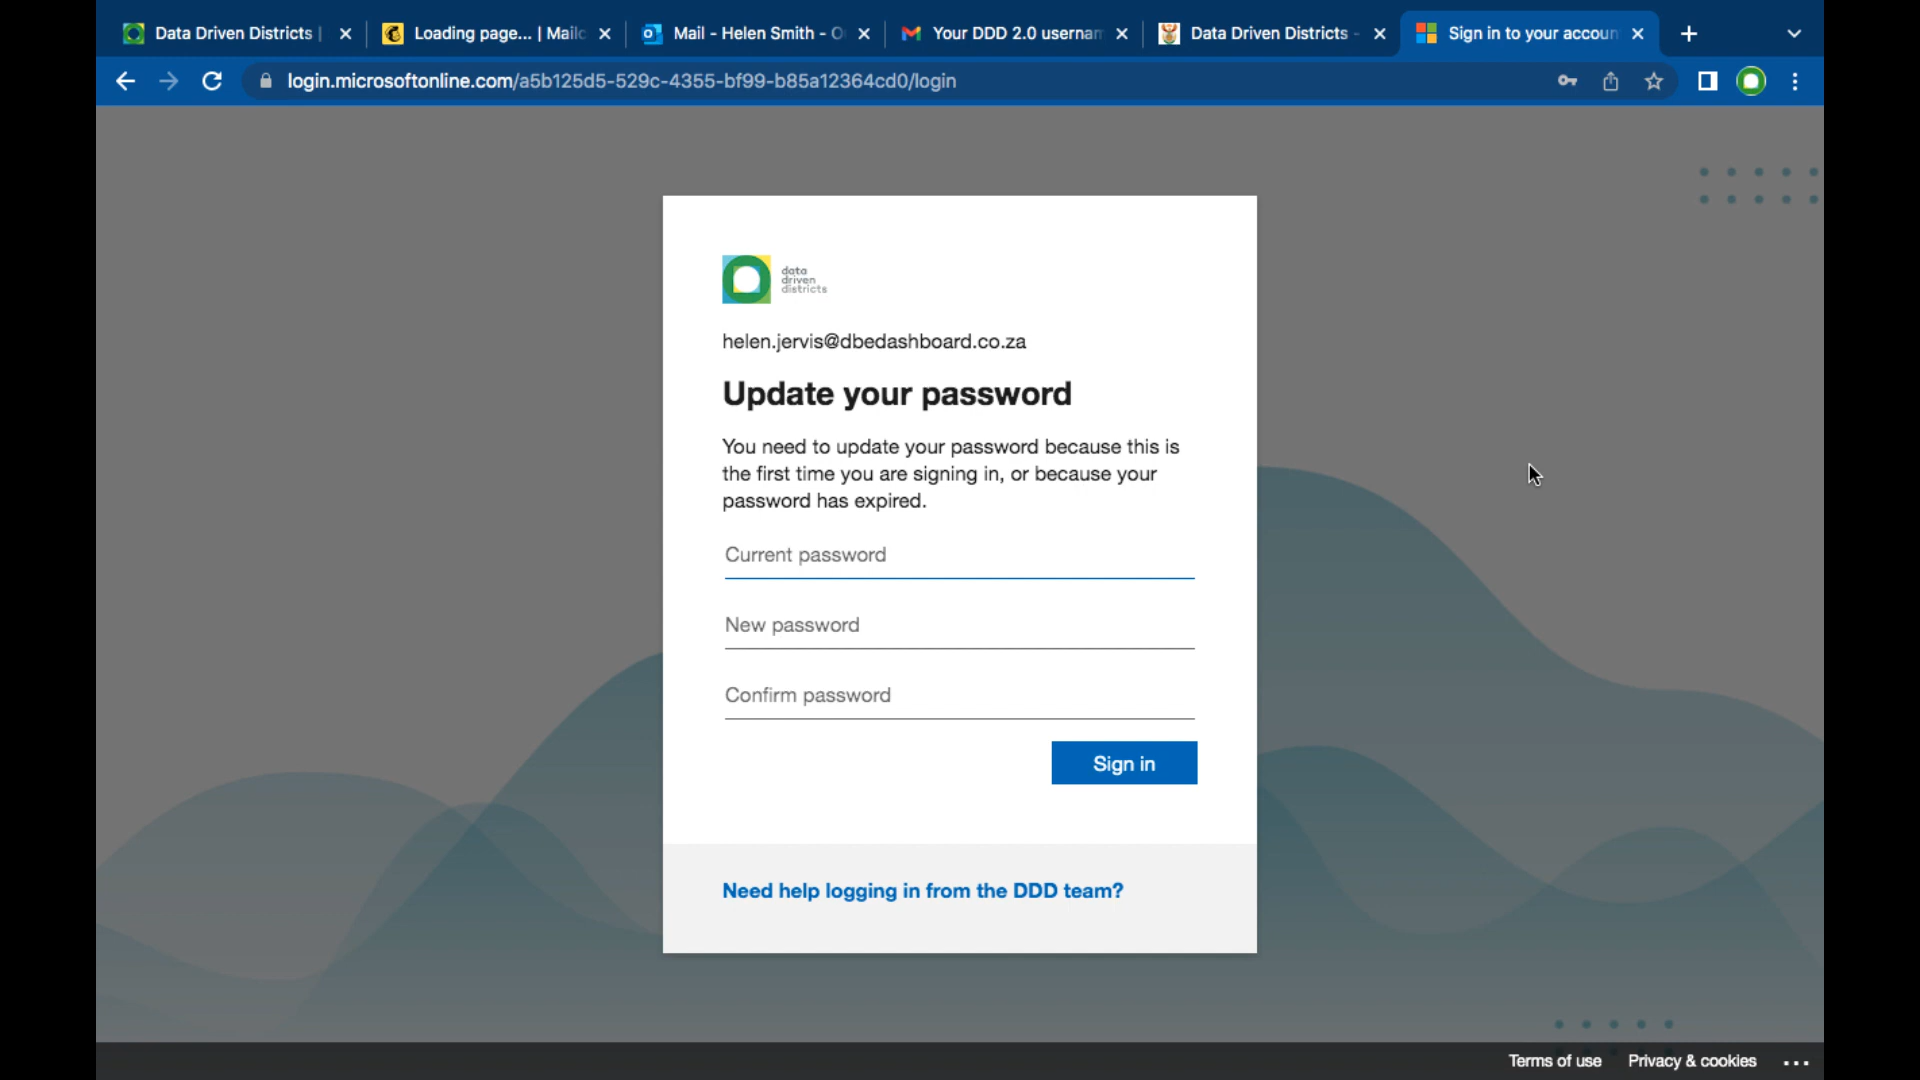 Data Driven Districts |
Loading page... | Mailc
Mail - Helen Smith - O
Your DDD 2.0 usernam
Data Driven Districts -
Sign in to your accoun
login.microsoftonline.com/a5b125d5-529c-4355-bf99-b85a12364cd0/login
data
driven
districts
helen.jervis@dbedashboard.co.za
Update your password
You need to update your password because this is
the first time you are signing in, or because your
password has expired.
Current password
New password
Confirm password
Sign in
Need help logging in from the DDD team?
Terms of use
Privacy & cookies